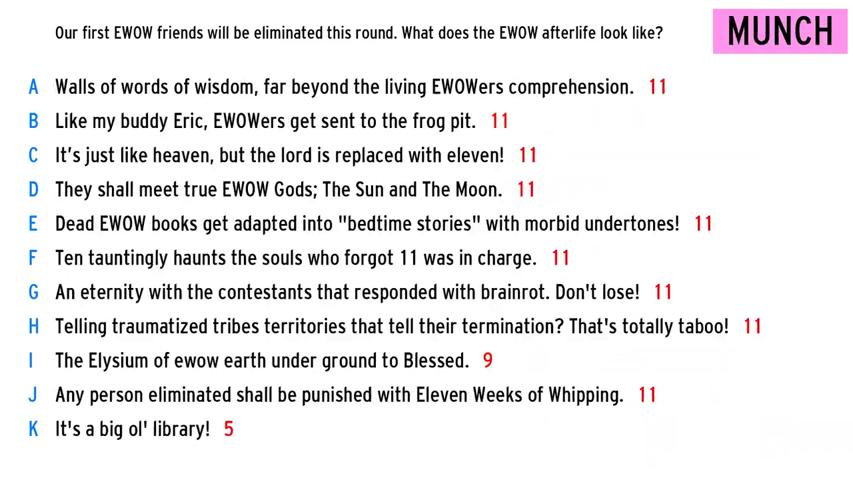 Our first EWOW friends will be eliminated this round. What does the EWOW afterlife look like?
MUNCH
A Walls of words of wisdom, far beyond the living EWOWers comprehension. 11
B Like my buddy Eric, EWOWers get sent to the frog pit. 11
C It's just like heaven, but the lord is replaced with eleven! 11
D They shall meet true EWOW Gods; The Sun and The Moon. 11
E Dead EWOW books get adapted into "bedtime stories" with morbid undertones! 11
F Ten tauntingly haunts the souls who forgot 11 was in charge. 11
G An eternity with the contestants that responded with brainrot. Don't lose! 11
H Telling traumatized tribes territories that tell their termination? That's totally taboo! 11
I The Elysium of ewow earth under ground to Blessed. 9
J Any person eliminated shall be punished with Eleven Weeks of Whipping. 11
K It's a big ol' library! 5